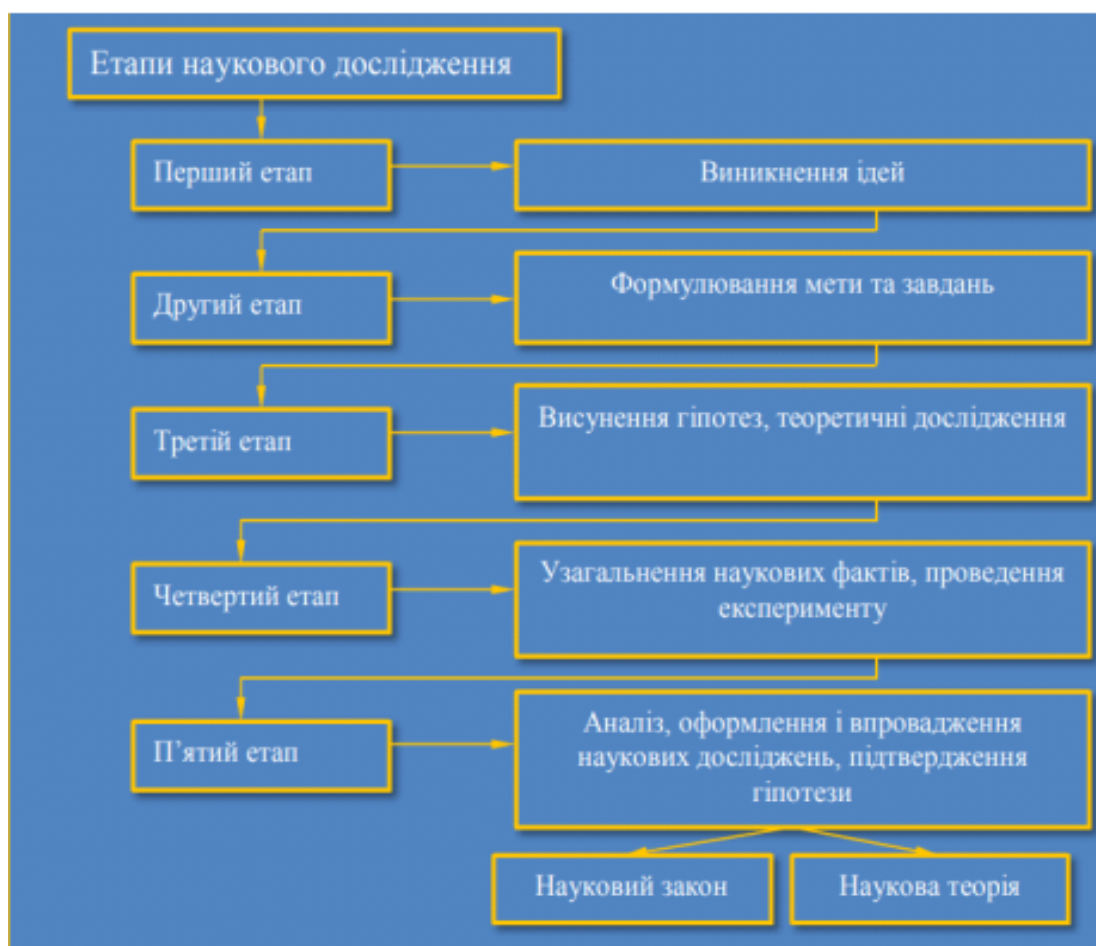 Етапи наукового дослідження
Перший етап
Виникнення ідей
Другий етап
Формулювання мети та завдань
Третій етап
Висунення гіпотез, теоретичні дослідження
Четвертий етап
Узагальнення наукових фактів, проведення
експерименту
П’ятий етап
Аналіз, оформлення і впровадження
наукових досліджень, підтвердження
гіпотези
Науковий закон
Наукова теорія